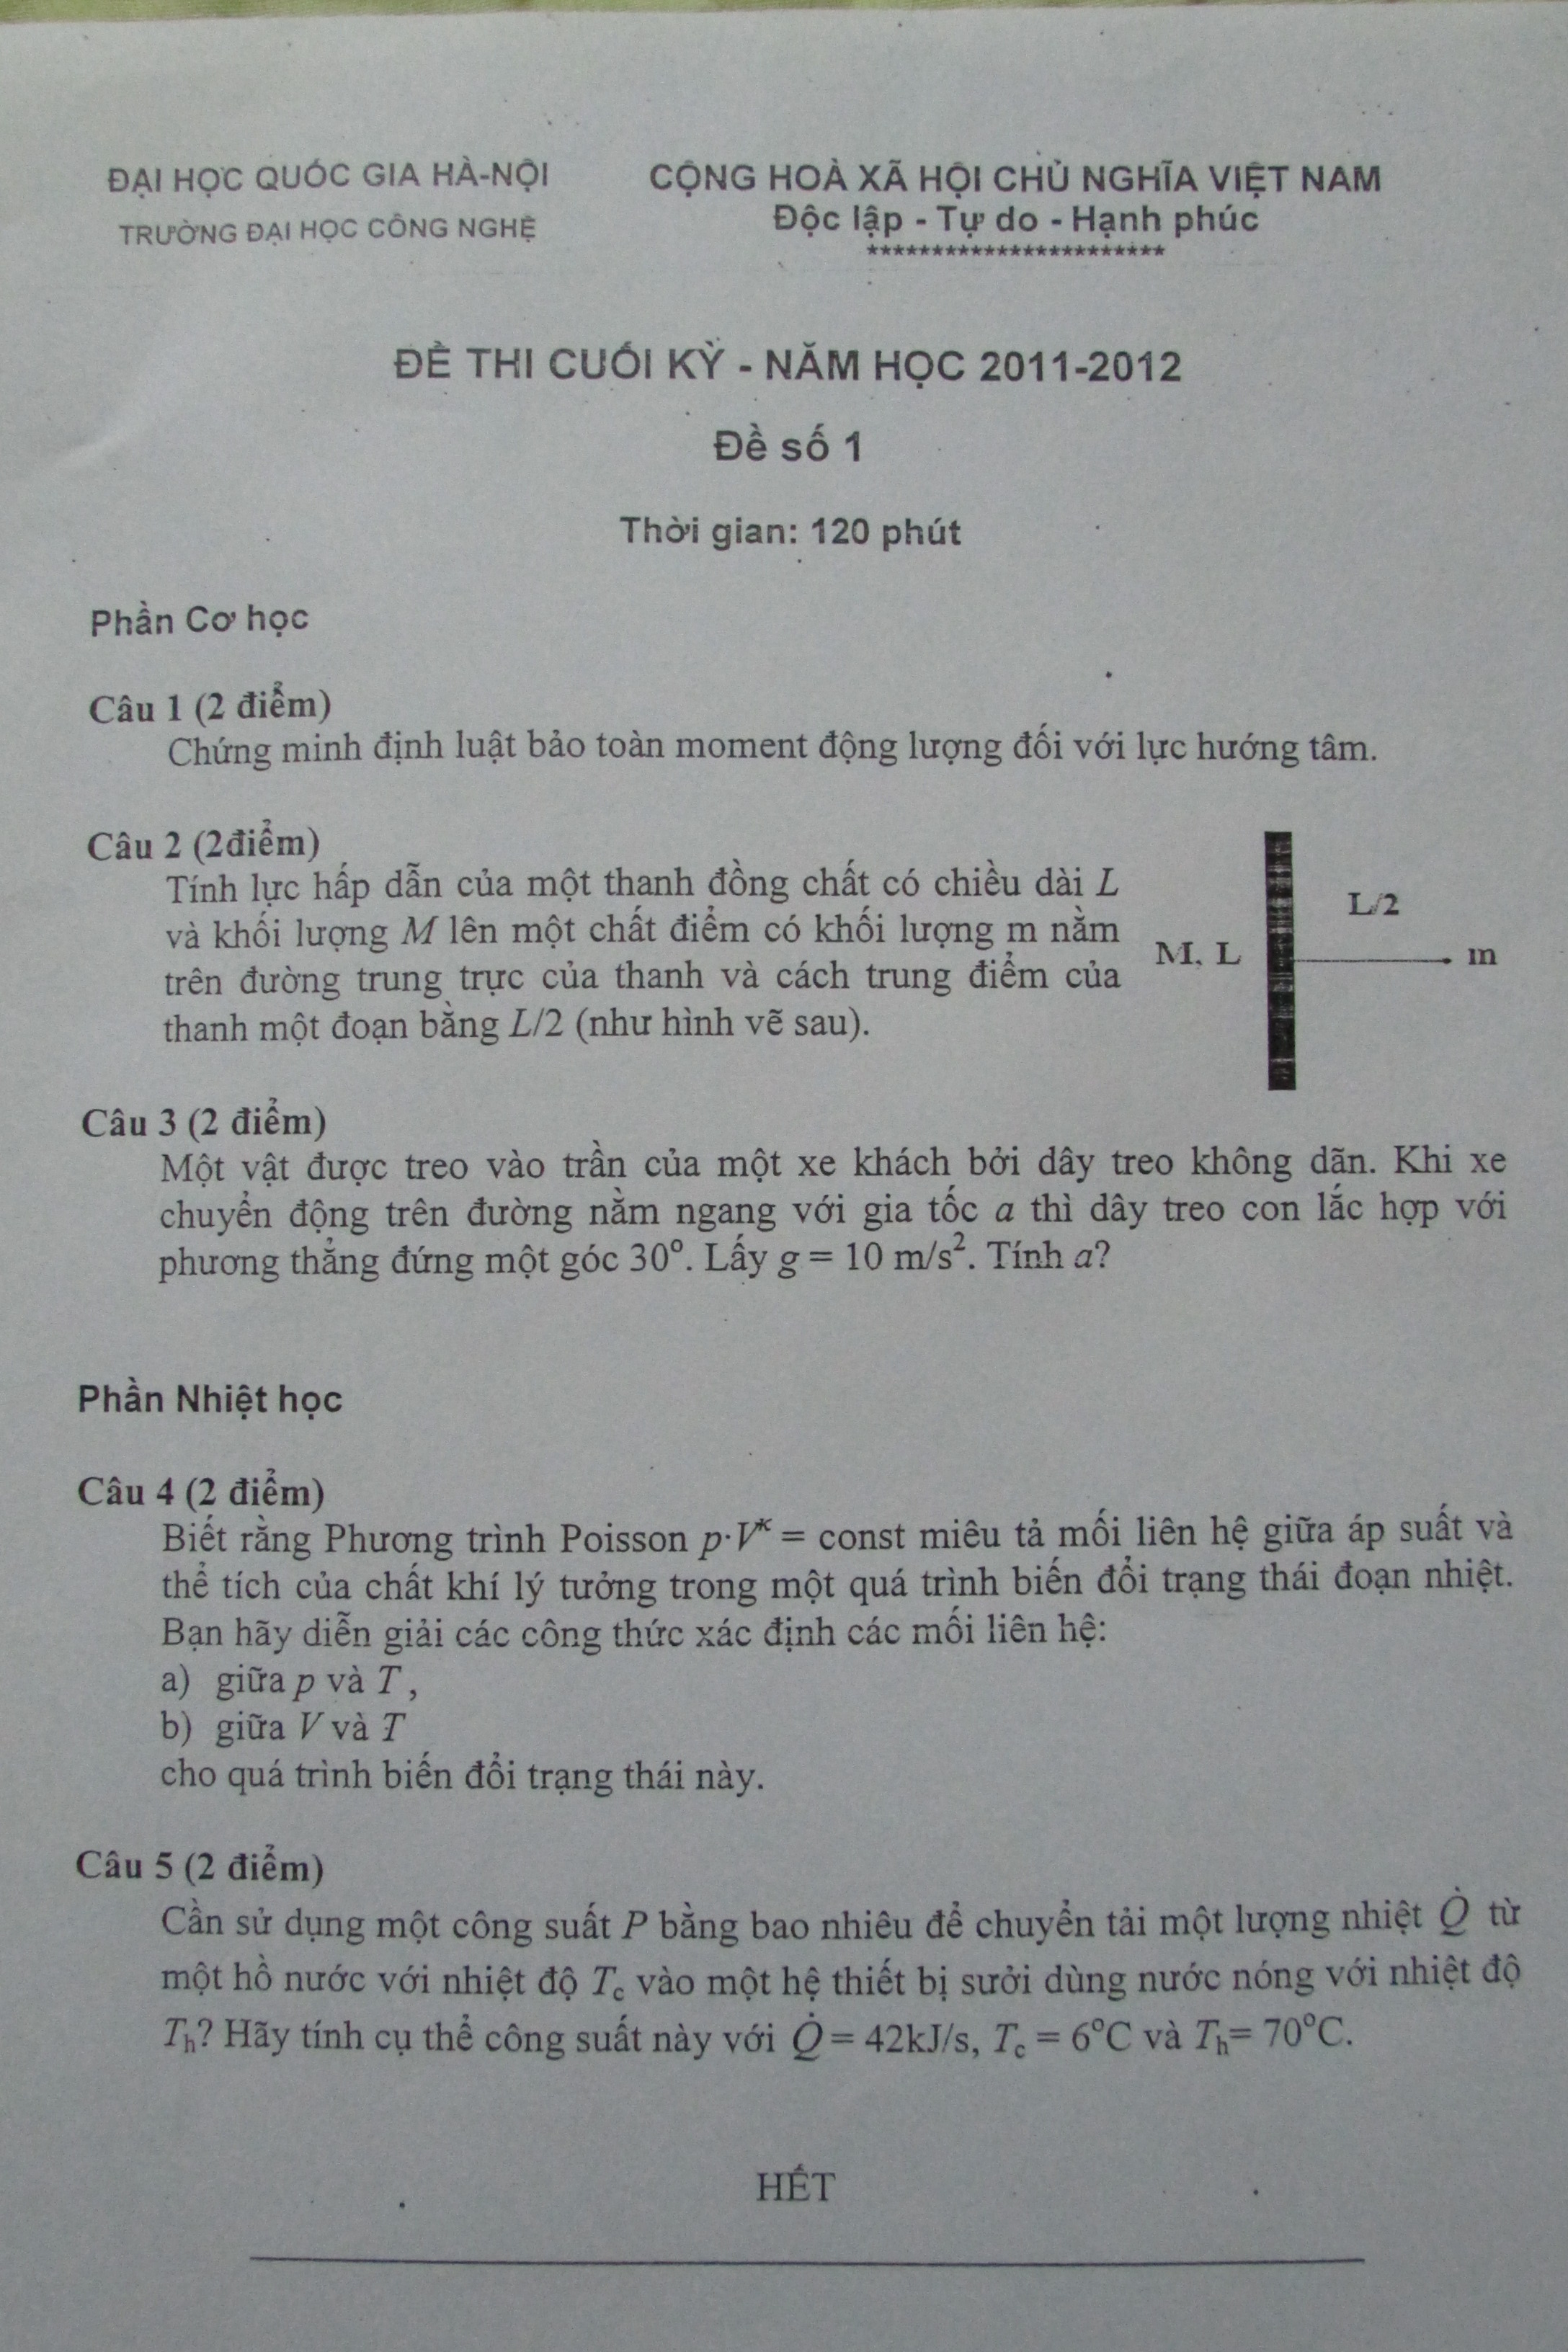 ĐẠI HỌC QUỐC GIA HÀ-NỘI
CỘNG HOÀ XÃ HỘI CHỦ NGHĨA VIỆT NAM
TRƯỜNG ĐẠI HỌC CÔNG NGHỆ
Độc lập - Tự do - Hạnh phúc
***********************
ĐỀ THI CUỐI KỲ - NĂM HỌC 2011-2012
Đề số 1
Thời gian: 120 phút
Phần Cơ học
Câu 1 (2 điểm)
Chứng minh định luật bảo toàn moment động lượng đối với lực hướng tâm.
Câu 2 (2điểm)
Tính lực hấp dẫn của một thanh đồng chất có chiều dài L
và khối lượng M lên một chất điểm có khối lượng m nằm
trên đường trung trực của thanh và cách trung điểm của
thanh một đoạn bằng L/2 (như hình vẽ sau).
L/2
M, L
m
Câu 3 (2 điểm)
Một vật được treo vào trần của một xe khách bởi dây treo không dãn. Khi xe
chuyển động trên đường nằm ngang với gia tốc a thì dây treo con lắc hợp với
phương thẳng đứng một góc 30°. Lấy g = 10 m/s². Tính a?
Phần Nhiệt học
Câu 4 (2 điểm)
Biết rằng Phương trình Poisson p·V^κ = const miêu tả mối liên hệ giữa áp suất và
thể tích của chất khí lý tưởng trong một quá trình biến đổi trạng thái đoạn nhiệt.
Bạn hãy diễn giải các công thức xác định các mối liên hệ:
a) giữa p và T ,
b) giữa V và T
cho quá trình biến đổi trạng thái này.
Câu 5 (2 điểm)
Cần sử dụng một công suất P bằng bao nhiêu để chuyển tải một lượng nhiệt Q̇ từ
một hồ nước với nhiệt độ Tc vào một hệ thiết bị sưởi dùng nước nóng với nhiệt độ
Th? Hãy tính cụ thể công suất này với Q̇ = 42kJ/s, Tc = 6°C và Th= 70°C.
HẾT